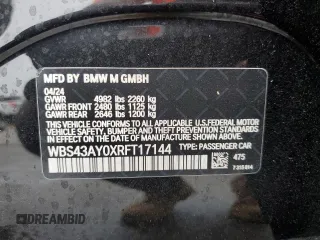 MFD BY BMW M GMBH
04/24
GVWR 4982 lbs 2260 kg
GAWR FRONT 2480 lbs 1125 kg
GAWR REAR 2646 lbs 1200 kg
THIS VEHICLE CONFORMS TO ALL APPLICABLE U.S. FEDERAL MOTOR
VEHICLE SAFETY, BUMPER, AND THEFT PREVENTION STANDARDS
IN EFFECT ON THE DATE OF MANUFACTURE SHOWN ABOVE.
WBS43AY0XRFT17144 TYPE: PASSENGER CAR
475
DREAMBID